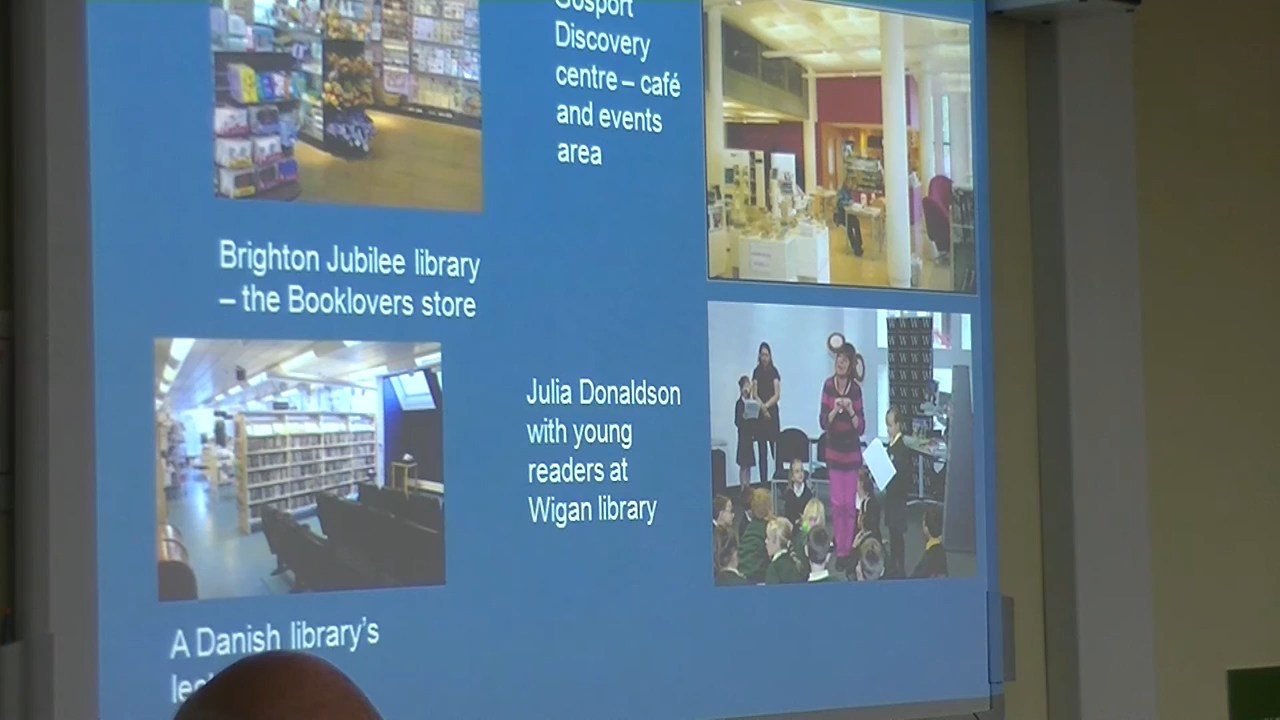 Gosport
Discovery
centre – café
and events
area
Brighton Jubilee library
– the Booklovers store
Julia Donaldson
with young
readers at
Wigan library
A Danish library's